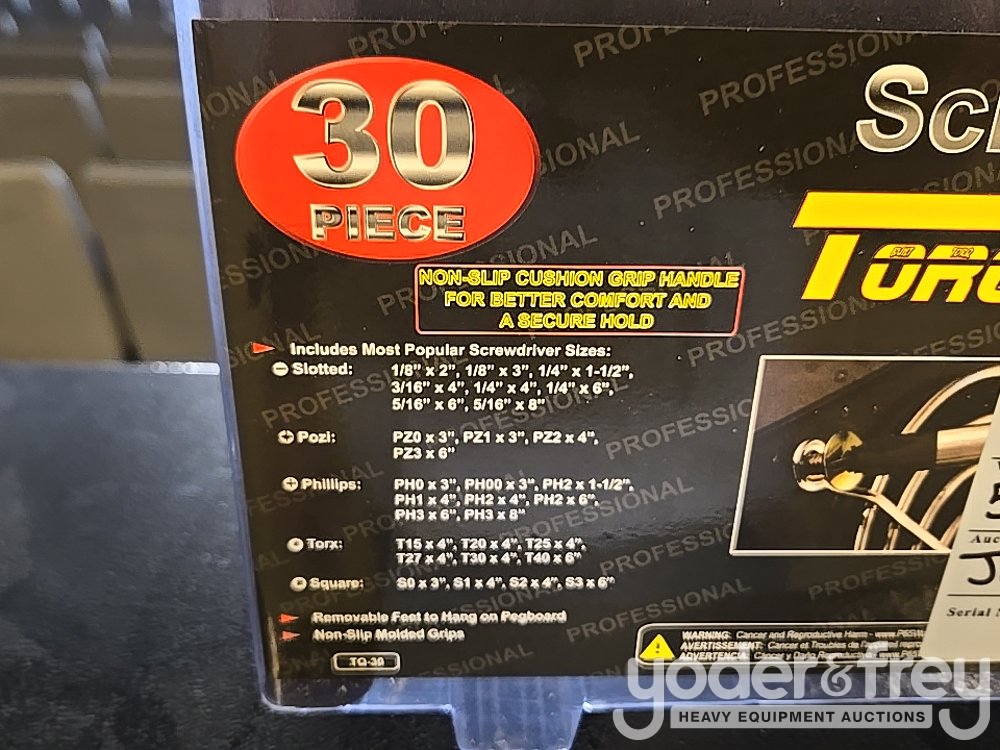 30
PIECE
NON-SLIP CUSHION GRIP HANDLE
FOR BETTER COMFORT AND
A SECURE HOLD
Includes Most Popular Screwdriver Sizes:
Slotted: 1/8" x 2", 1/8" x 3", 1/4" x 1-1/2",
3/16" x 4", 1/4" x 4", 1/4" x 6",
5/16" x 6", 5/16" x 8"
Pozi: PZ0 x 3", PZ1 x 3", PZ2 x 4",
PZ3 x 6"
Phillips: PH0 x 3", PH00 x 3", PH2 x 1-1/2",
PH1 x 4", PH2 x 4", PH2 x 6",
PH3 x 6", PH3 x 8"
Torx: T15 x 4", T20 x 4", T25 x 4",
T27 x 4", T30 x 4", T40 x 6"
Square: S0 x 3", S1 x 4", S2 x 4", S3 x 6"
Removable Feet to Hang on Pegboard
Non-Slip Molded Grips
TQ-30
WARNING: Cancer and Reproductive Harm -
AVERTISSEMENT: Cancer et Troubles de l'appareil
ADVERTENCIA: Cancer y Daño Reproductivo
PROFESSIONAL
Serial
yoder&frey
HEAVY EQUIPMENT AUCTIONS